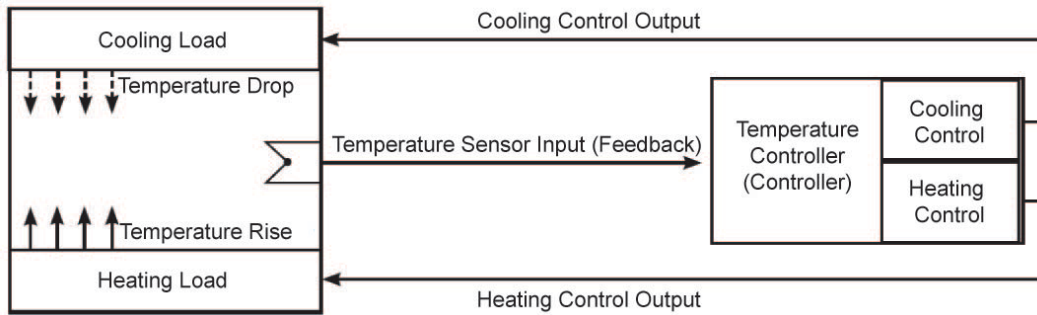 Cooling Control Output
Cooling Load
Temperature Drop
Temperature Sensor Input (Feedback)
Temperature
Controller
(Controller)
Cooling
Control
Heating
Control
Temperature Rise
Heating Load
Heating Control Output